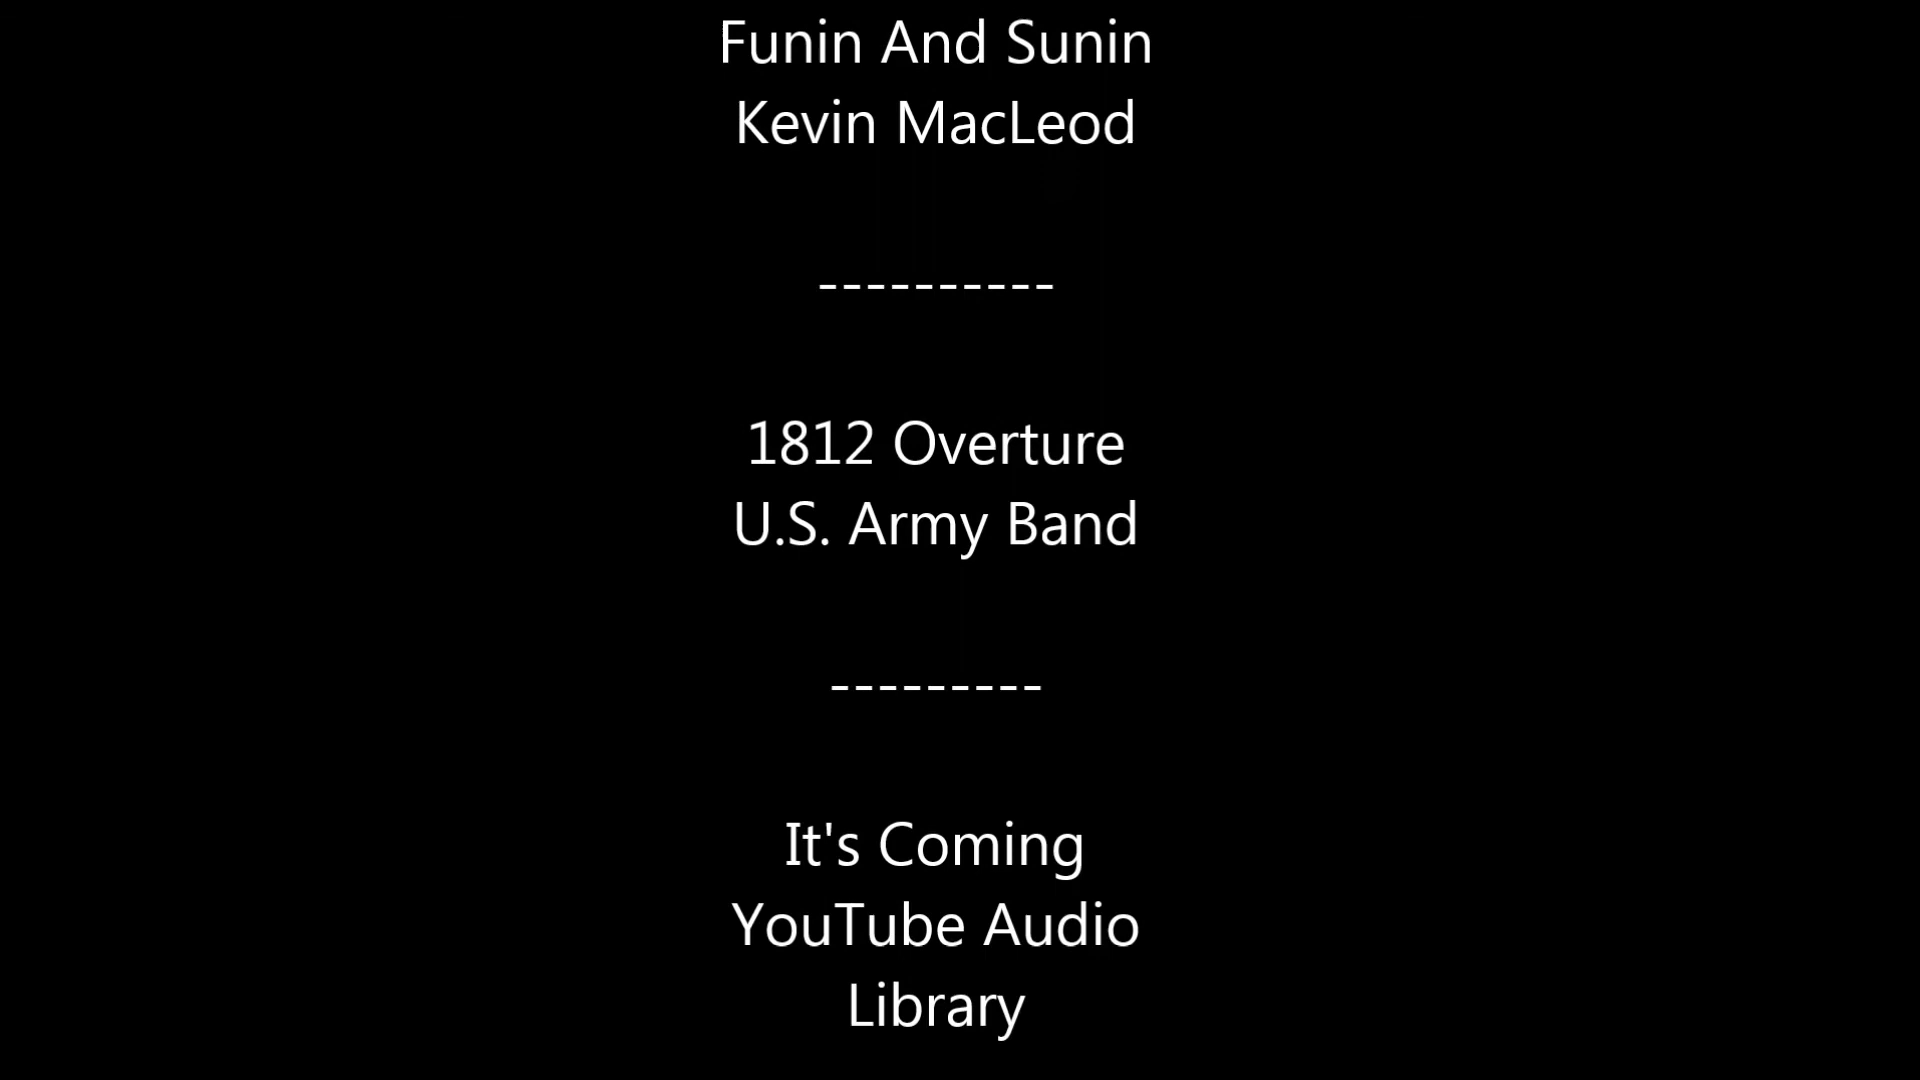 Funin And Sunin
Kevin MacLeod
----------
1812 Overture
U.S. Army Band
---------
It's Coming
YouTube Audio
Library